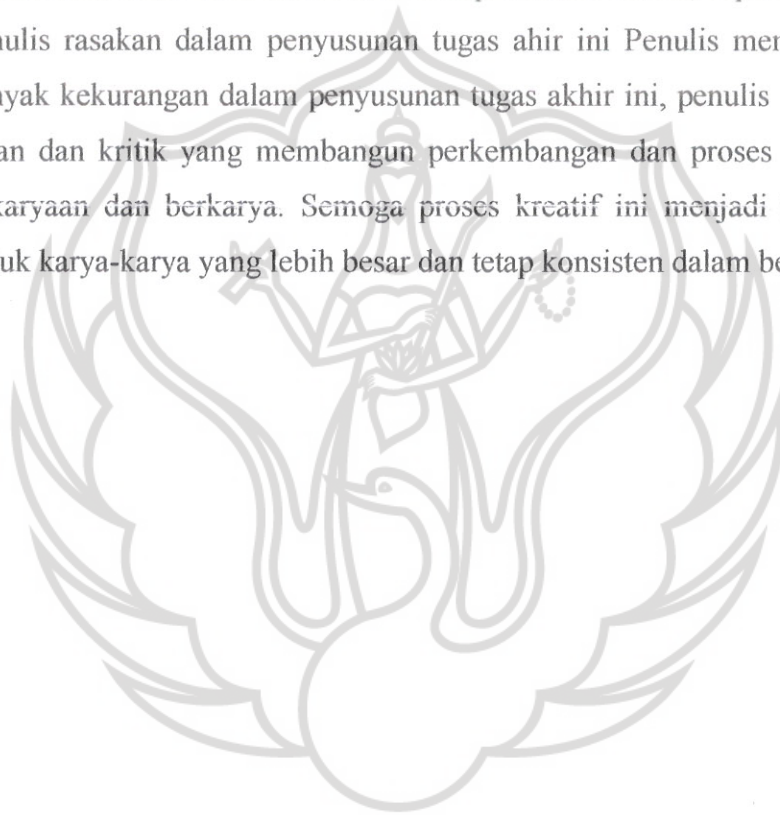 nulis rasakan dalam penyusunan tugas ahir ini Penulis men
yak kekurangan dalam penyusunan tugas akhir ini, penulis
an dan kritik yang membangun perkembangan dan proses
karyaan dan berkarya. Semoga proses kreatif ini menjadi
uk karya-karya yang lebih besar dan tetap konsisten dalam be